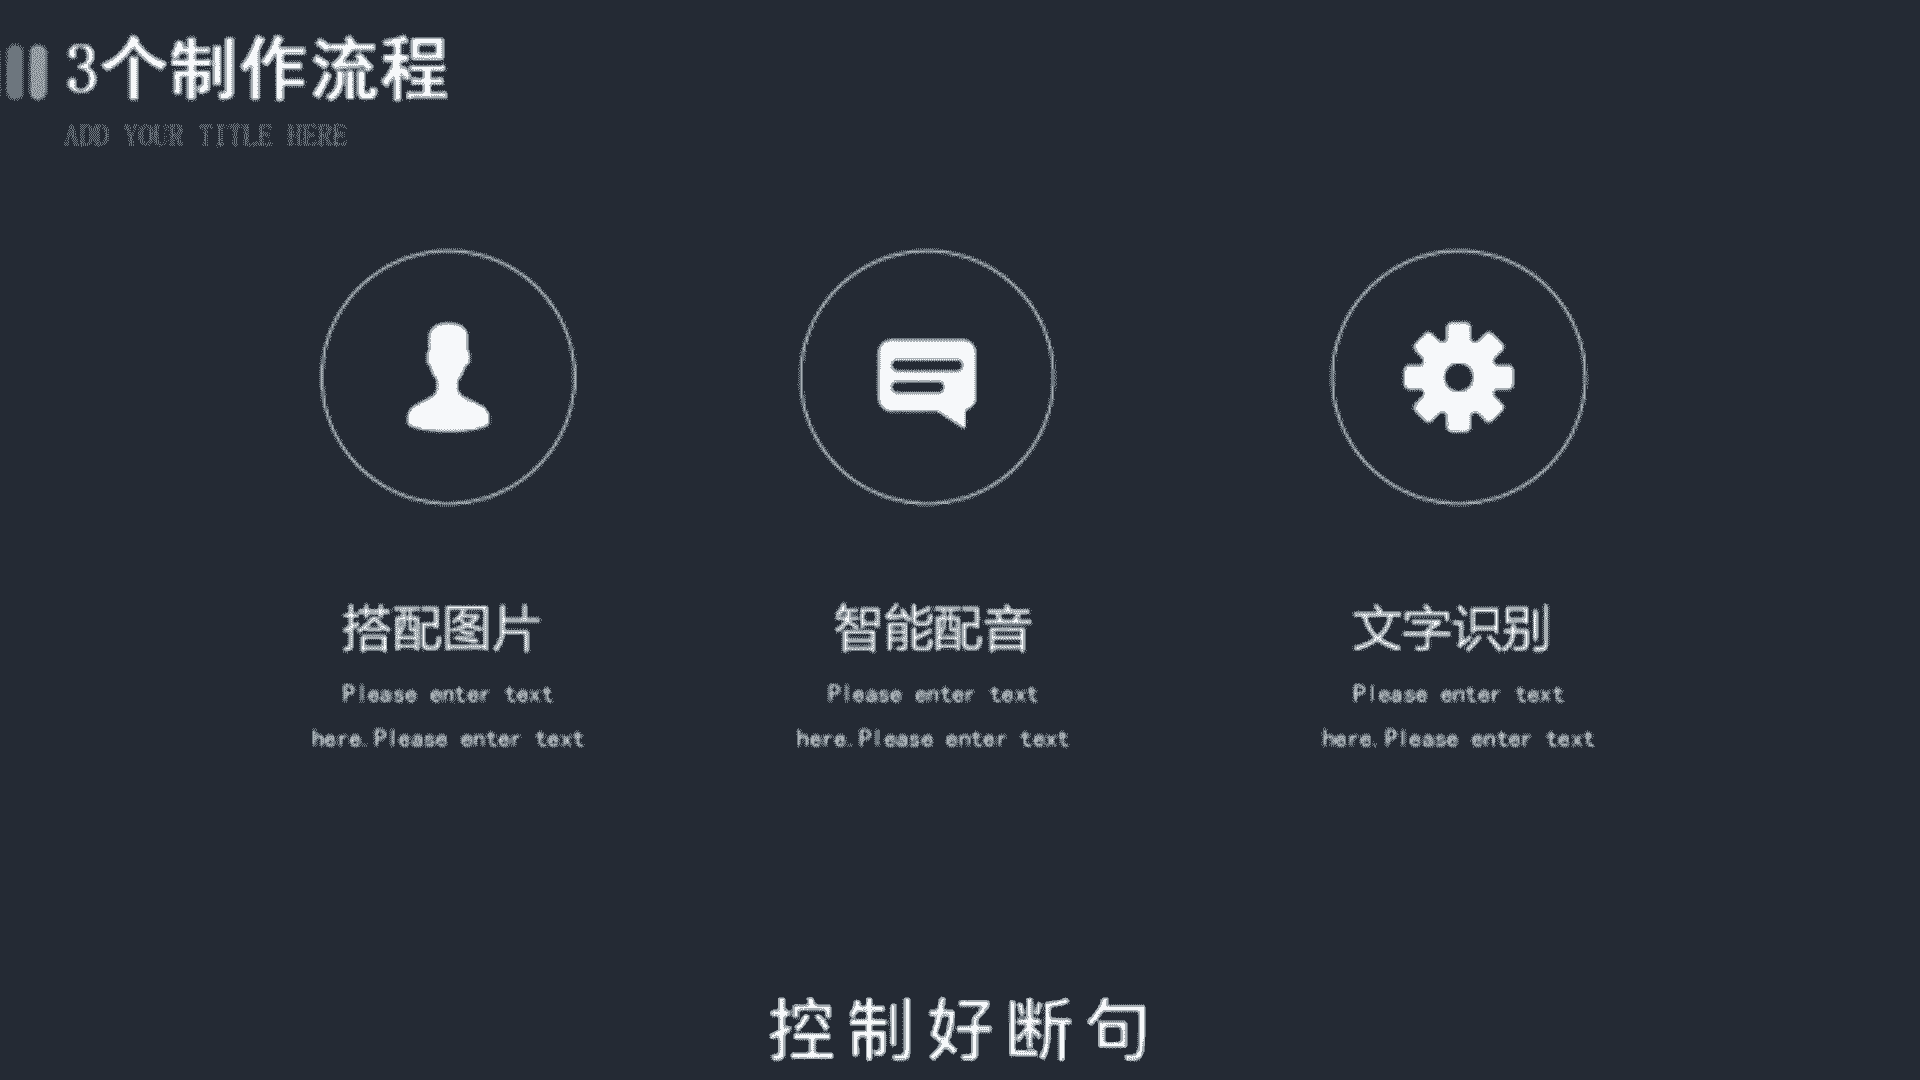 3个制作流程
ADD YOUR TITLE HERE
搭配图片
Please enter text
here.Please enter text
智能配音
Please enter text
here.Please enter text
文字识别
Please enter text
here.Please enter text
控制好断句